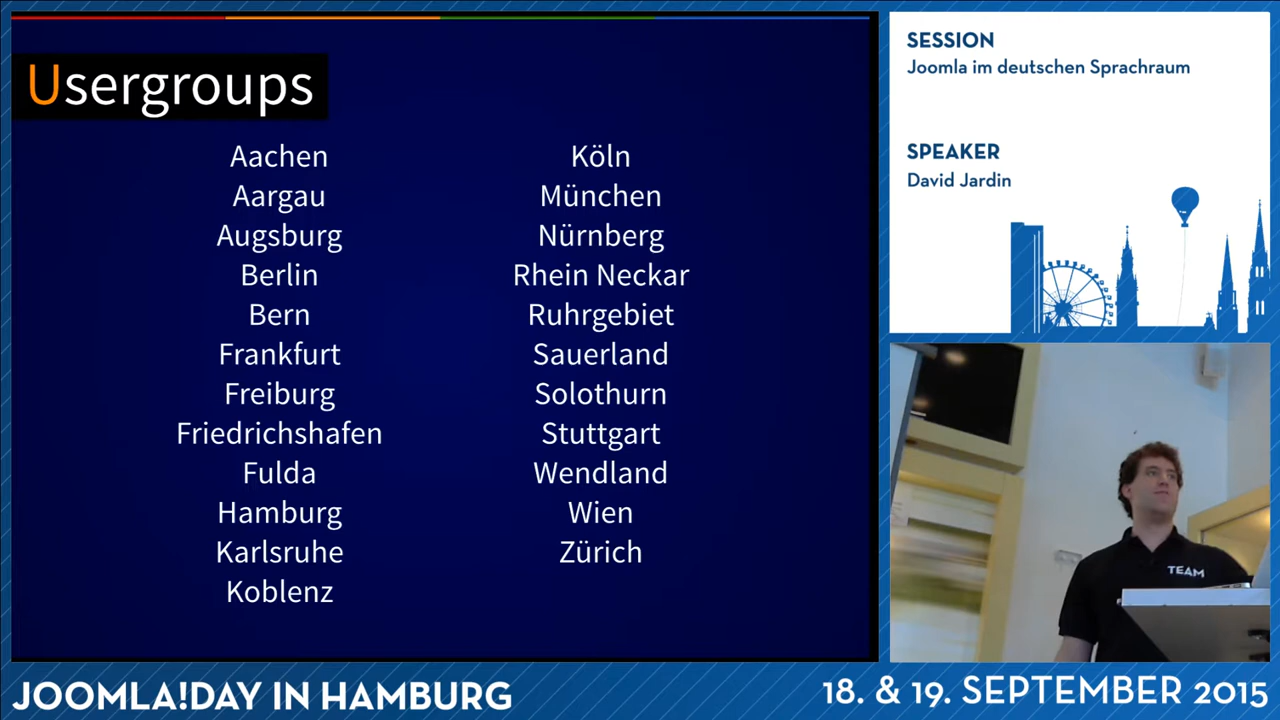 Usergroups
Aachen
Aargau
Augsburg
Berlin
Bern
Frankfurt
Freiburg
Friedrichshafen
Fulda
Hamburg
Karlsruhe
Koblenz
Köln
München
Nürnberg
Rhein Neckar
Ruhrgebiet
Sauerland
Solothurn
Stuttgart
Wendland
Wien
Zürich
SESSION
Joomla im deutschen Sprachraum
SPEAKER
David Jardin
TEAM
JOOMLA!DAY IN HAMBURG
18. & 19. SEPTEMBER 2015